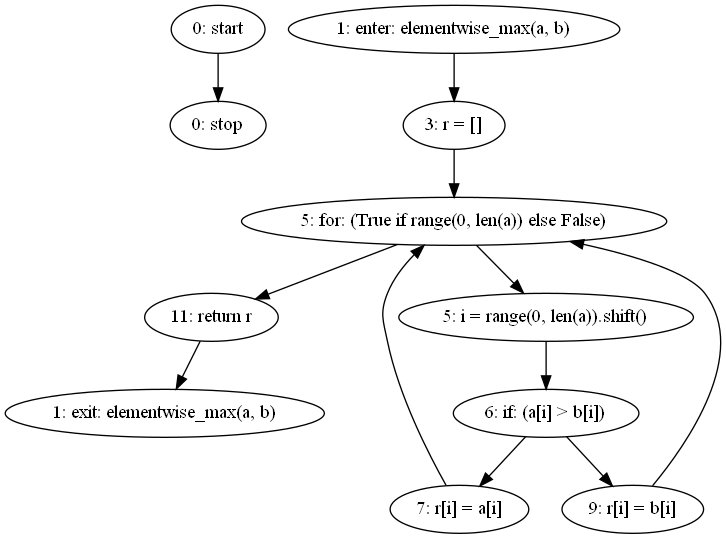 0: start
1: enter: elementwise_max(a, b)
0: stop
3: r = []
5: for: (True if range(0, len(a)) else False)
11: return r
5: i = range(0, len(a)).shift()
1: exit: elementwise_max(a, b)
6: if: (a[i] > b[i])
7: r[i] = a[i]
9: r[i] = b[i]